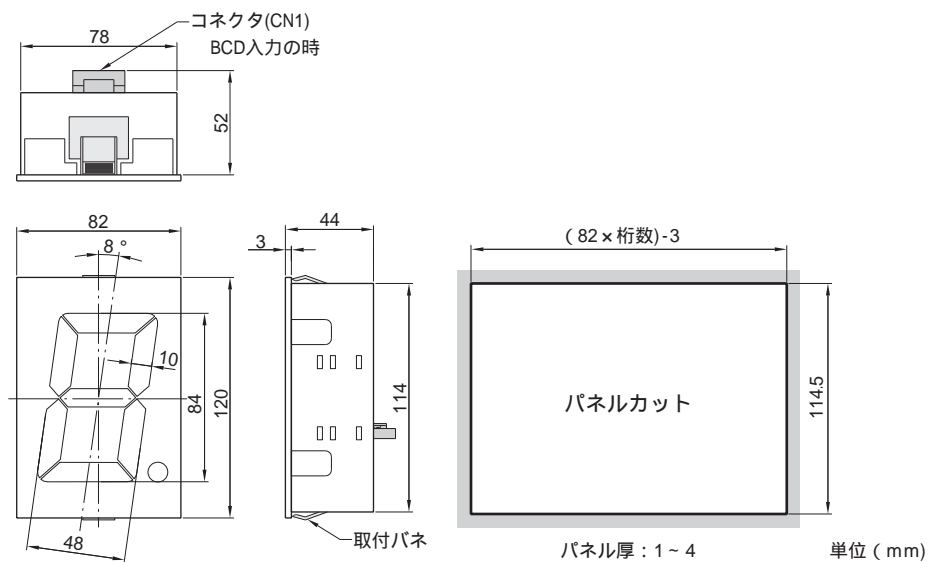 コネクタ(CN1)
BCD入力の時
78
52
82
8°
44
3
(82×桁数)-3
10
84
120
114
パネルカット
114.5
48
取付バネ
パネル厚:1~4
単位(mm)